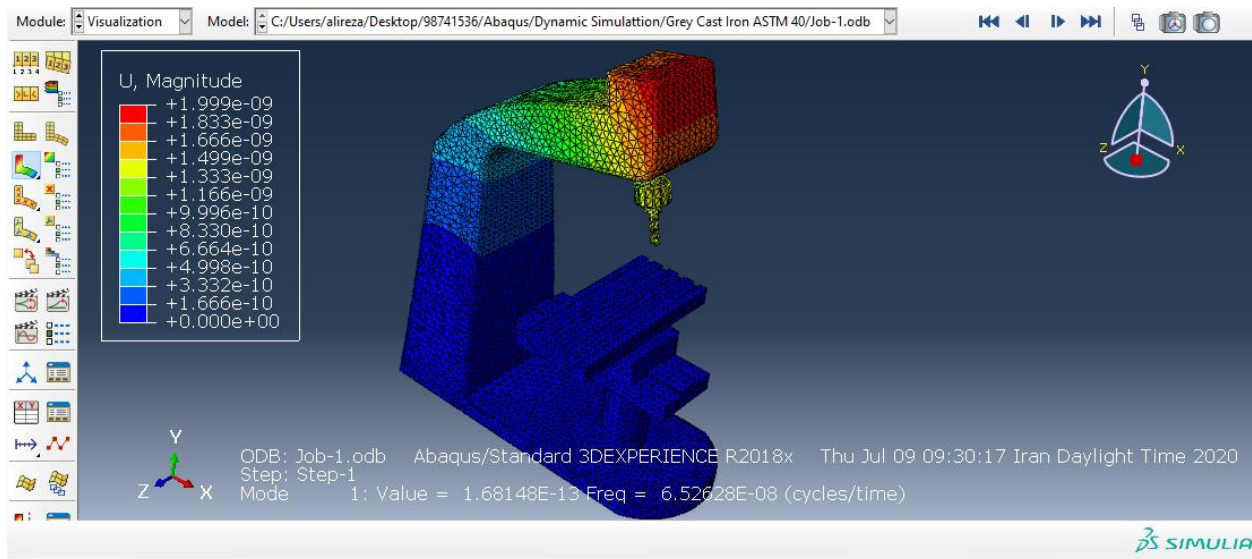 Module: Visualization Model: C:/Users/alireza/Desktop/98741536/Abaqus/Dynamic Simulattion/Grey Cast Iron ASTM 40/Job-1.odb
U, Magnitude
+1.999e-09
+1.833e-09
+1.666e-09
+1.499e-09
+1.333e-09
+1.166e-09
+9.996e-10
+8.330e-10
+6.664e-10
+4.998e-10
+3.332e-10
+1.666e-10
+0.000e+00
Y
Z X
Y
Z X
ODB: Job-1.odb Abaqus/Standard 3DEXPERIENCE R2018x Thu Jul 09 09:30:17 Iran Daylight Time 2020
Step: Step-1
Mode 1: Value = 1.68148E-13 Freq = 6.52628E-08 (cycles/time)
SIMULIA